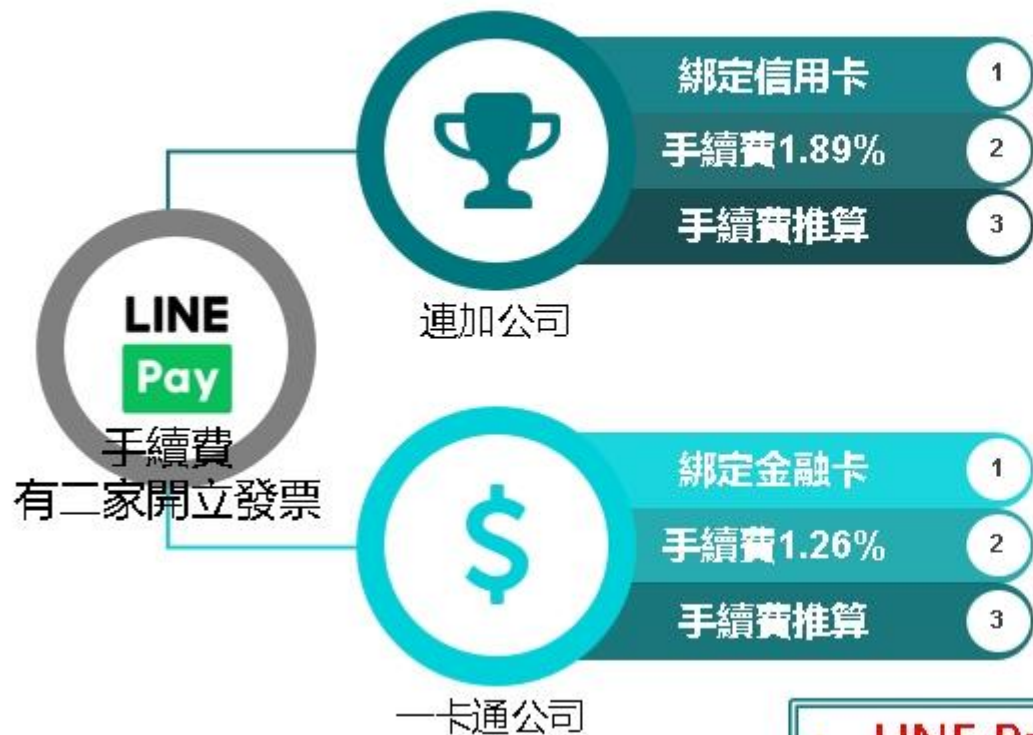 綁定信用卡 1
手續費1.89% 2
手續費推算 3
連加公司
LINE
Pay
手續費
有二家開立發票
綁定金融卡 1
手續費1.26% 2
手續費推算 3
一卡通公司
LINE